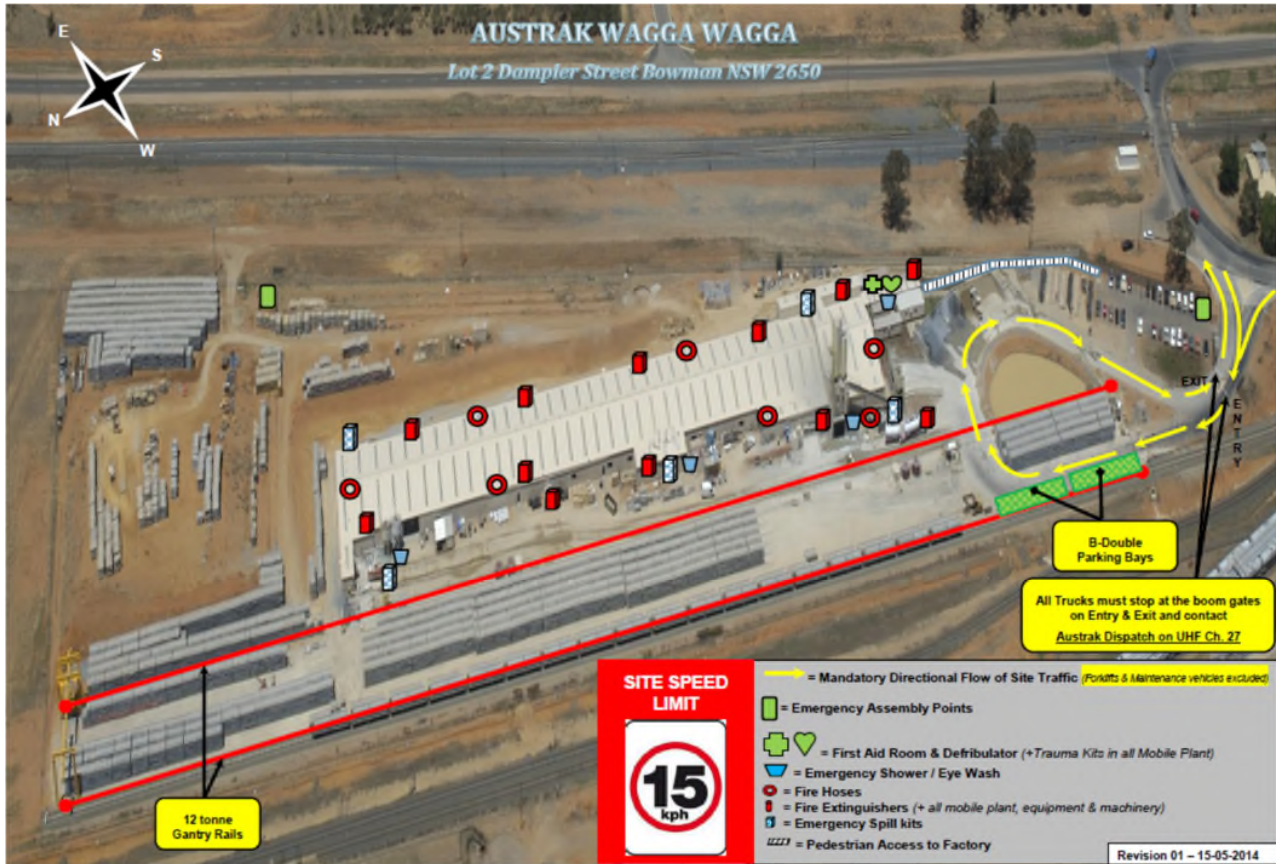 AUSTRAK WAGGA WAGGA
Lot 2 Dampier Street Bowman NSW 2650
E
S
N
W
EXIT
ENTRY
B-Double
Parking Bays
All Trucks must stop at the boom gates
on Entry & Exit and contact
Austrak Dispatch on UHF Ch. 27
12 tonne
Gantry Rails
SITE SPEED
LIMIT
15
kph
= Mandatory Directional Flow of Site Traffic (Forklifts & Maintenance vehicles excluded)
= Emergency Assembly Points
= First Aid Room & Defribulator (+Trauma Kits in all Mobile Plant)
= Emergency Shower / Eye Wash
= Fire Hoses
= Fire Extinguishers (+ all mobile plant, equipment & machinery)
= Emergency Spill kits
= Pedestrian Access to Factory
Revision 01 – 15-05-2014